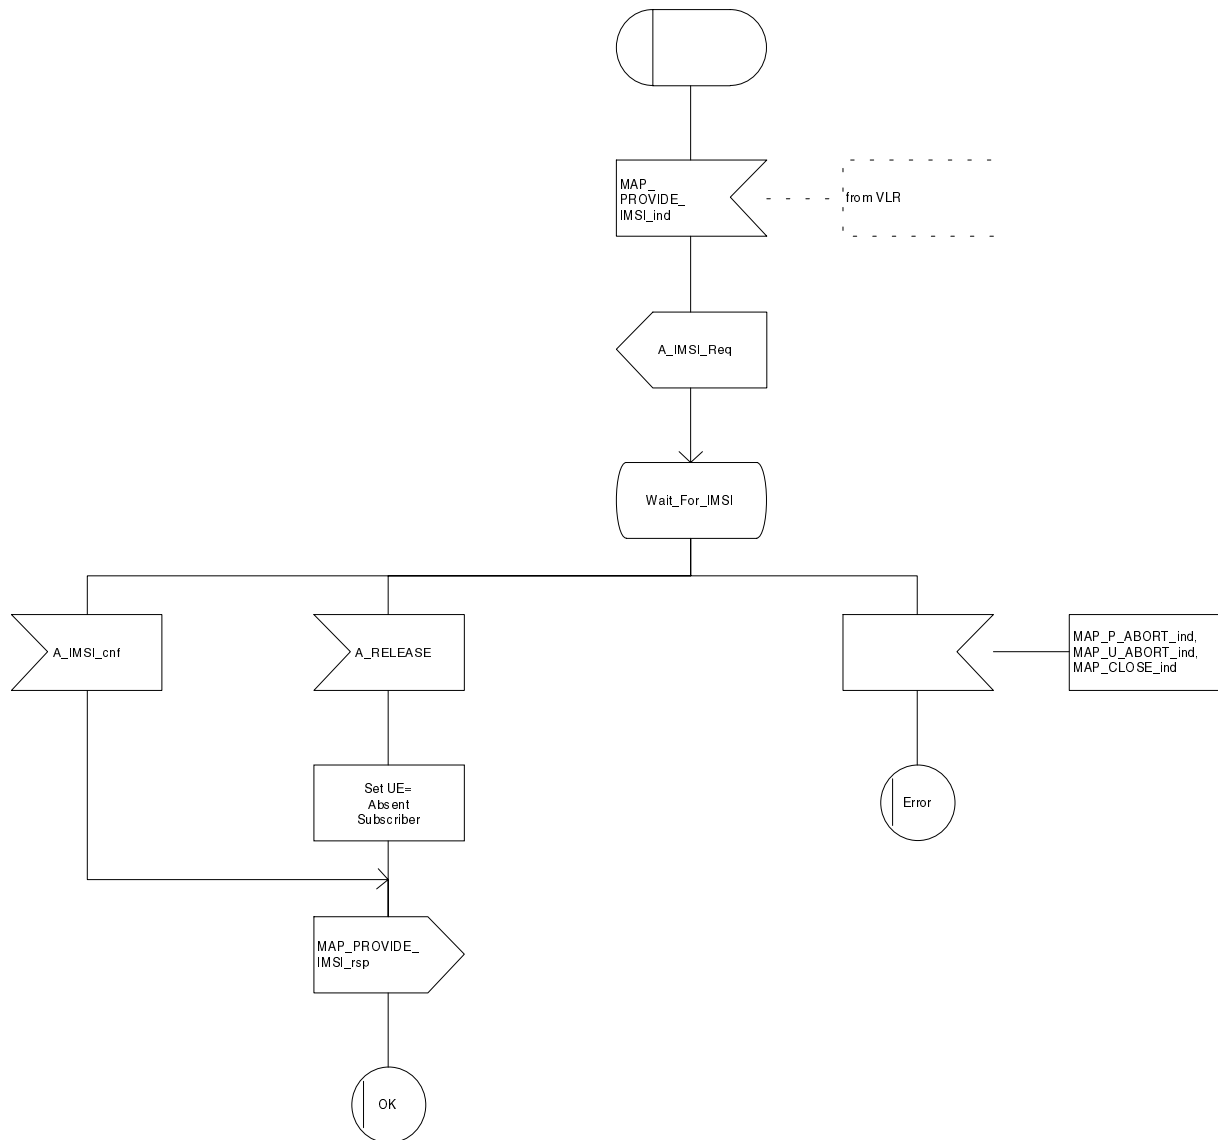 MAP_
PROVIDE_
IMSI_ind
from VLR
A_IMSI_Req
Wait_For_IMSI
A_IMSI_cnf
A_RELEASE
MAP_P_ABORT_ind,
MAP_U_ABORT_ind,
MAP_CLOSE_ind
Set UE=
Absent
Subscriber
Error
MAP_PROVIDE_
IMSI_rsp
OK